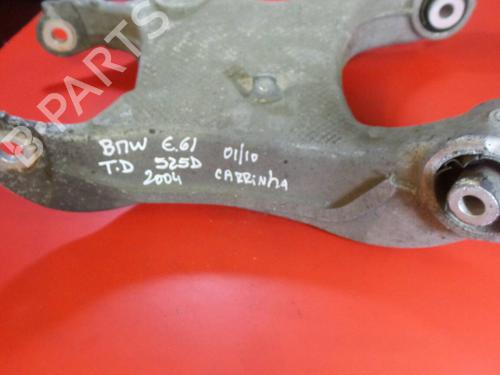 B PARTS
BMW E.61 01/10
T.D 525D CARRINHA
2004